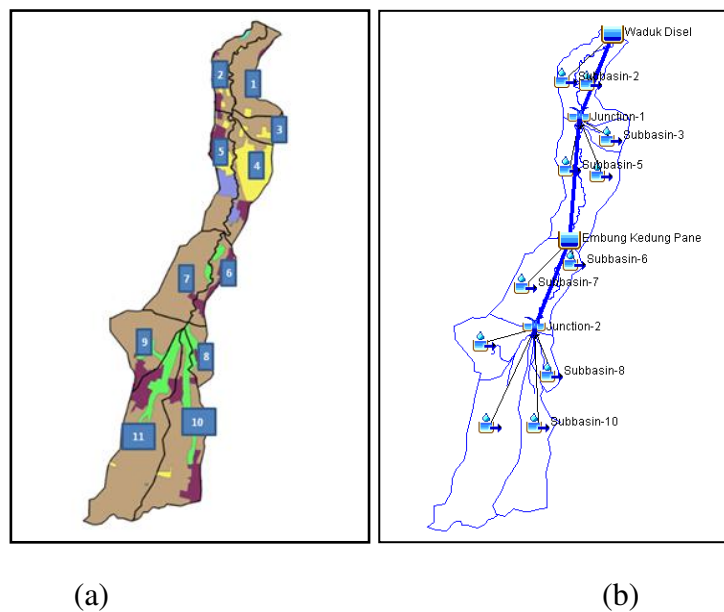 2
1
3
5
4
6
7
9
8
10
11
Waduk Disel
Subbasin-2
Junction-1
Subbasin-3
Subbasin-5
Embung Kedung Pane
Subbasin-6
Subbasin-7
Junction-2
Subbasin-8
Subbasin-10
(a)
(b)